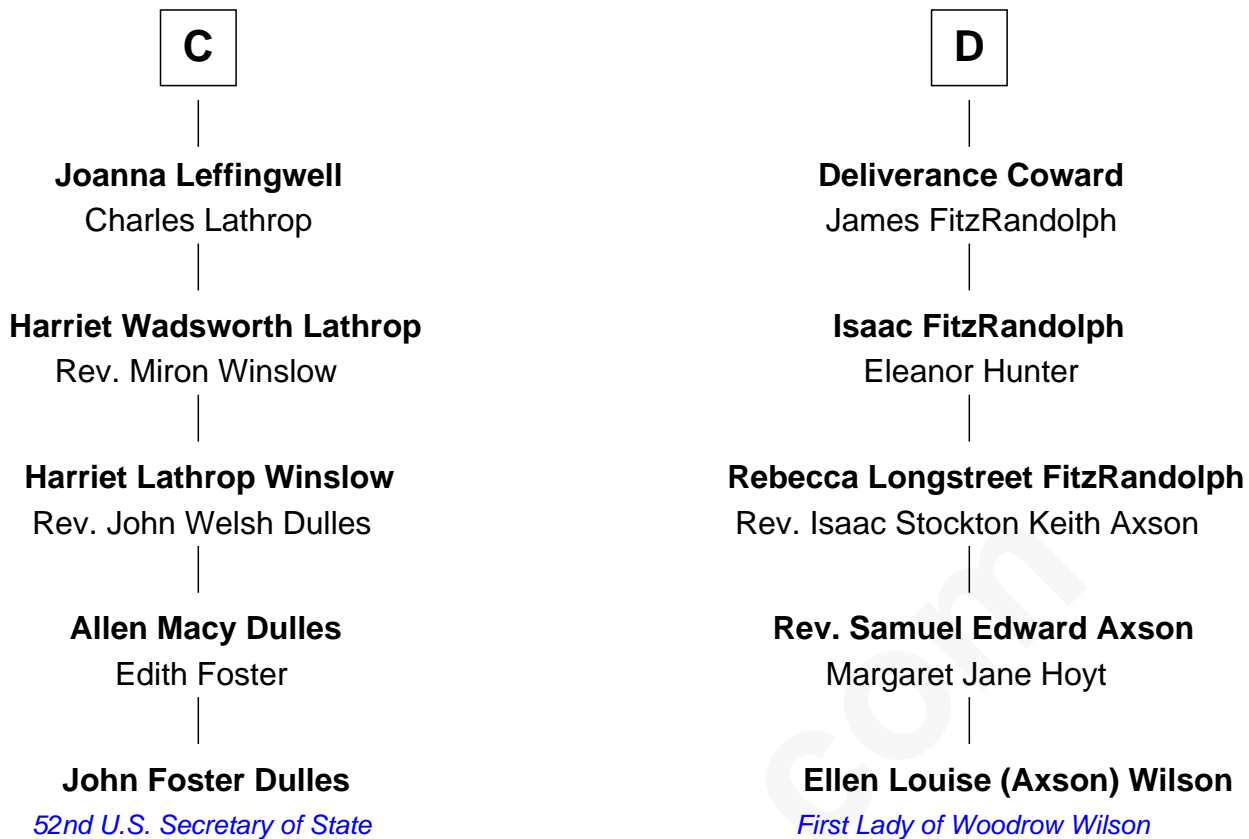 C
Joanna Leffingwell
Charles Lathrop
Harriet Wadsworth Lathrop
Rev. Miron Winslow
Harriet Lathrop Winslow
Rev. John Welsh Dulles
Allen Macy Dulles
Edith Foster
John Foster Dulles
52nd U.S. Secretary of State
D
Deliverance Coward
James FitzRandolph
Isaac FitzRandolph
Eleanor Hunter
Rebecca Longstreet FitzRandolph
Rev. Isaac Stockton Keith Axson
Rev. Samuel Edward Axson
Margaret Jane Hoyt
Ellen Louise (Axson) Wilson
First Lady of Woodrow Wilson
com